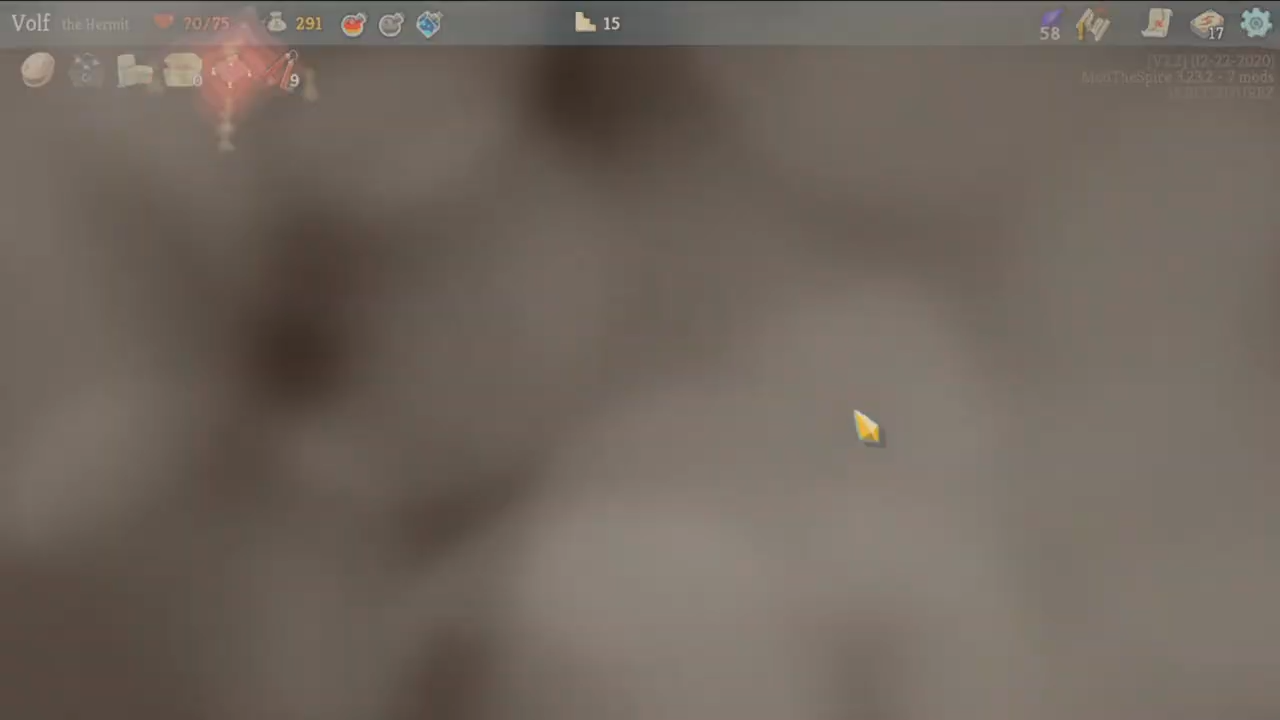 Volf the Hermit 70/75 291 15 58 17
0 9
[V2.2] (12-22-2020)
ModTheSpire 3.23.2 - 7 mods